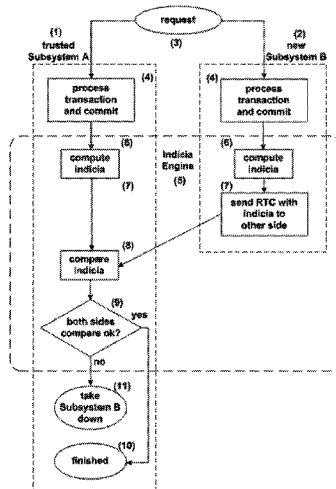 request
(3)
(1)
trusted
Subsystem A
(2)
new
Subsystem B
(4)
process
transaction
and commit
(4)
process
transaction
and commit
(6)
compute
indicia
(7)
Indicia
Engine
(5)
(6)
compute
indicia
(7)
send RTC with
indicia to
other side
(8)
compare
indicia
(9)
both sides
compare ok?
yes
no
(11)
take
Subsystem B
down
(10)
finished